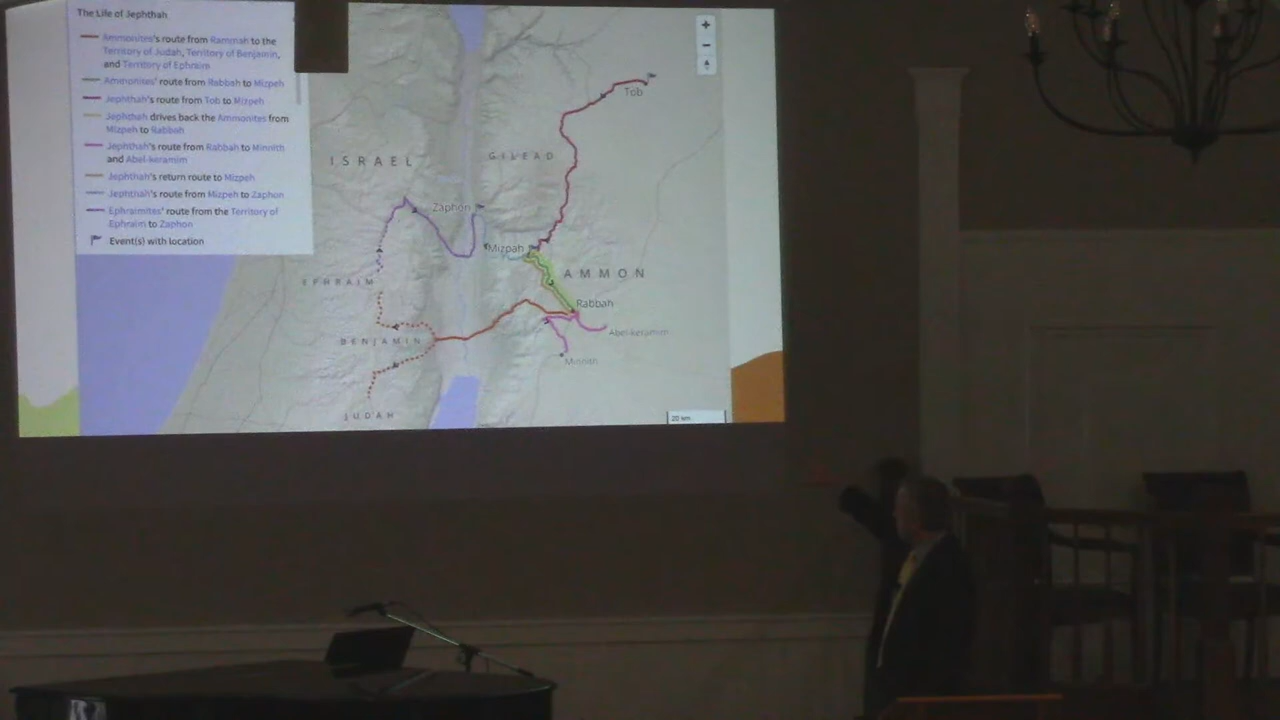 The Life of Jephthah
Ammonites's route from Rammah to the
Territory of Judah, Territory of Benjamin,
and Territory of Ephraim
Ammonites' route from Rabbah to Mizpeh
Jephthah's route from Tob to Mizpeh
Jephthah drives back the Ammonites from
Mizpeh to Rabbah
Jephthah's route from Rabbah to Minnith
and Abel-keramim
Jephthah's return route to Mizpeh
Jephthah's route from Mizpeh to Zaphon
Ephraimites' route from the Territory of
Ephraim to Zaphon
Event(s) with location
Tob
ISRAEL
GILEAD
Zaphon
Mizpah
AMMON
EPHRAIM
Rabbah
Abel-keramim
BENJAMIN
Minnith
JUDAH
20 km